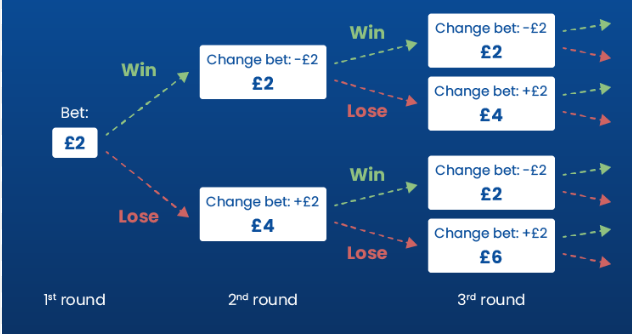 Win
Change bet: -£2
£2
Win
Change bet: -£2
£2
Lose
Change bet: +£2
£4
Bet:
£2
Lose
Change bet: +£2
£4
Win
Change bet: -£2
£2
Lose
Change bet: +£2
£6
1st round
2nd round
3rd round